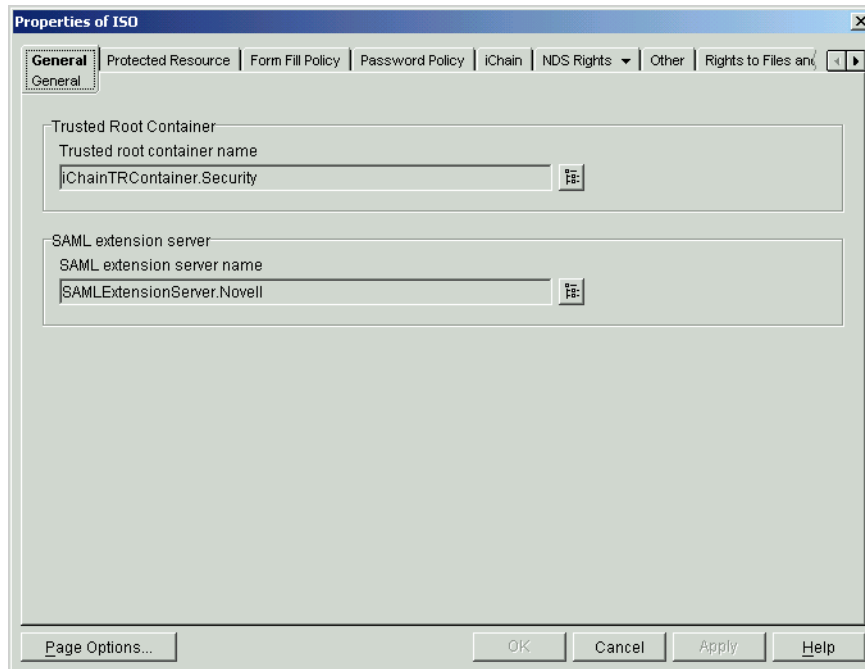 Properties of ISO
General Protected Resource Form Fill Policy Password Policy iChain NDS Rights Other Rights to Files and
General
Trusted Root Container
Trusted root container name
iChainTRContainer.Security
SAML extension server
SAML extension server name
SAMLExtensionServer.Novell
Page Options... OK Cancel Apply Help